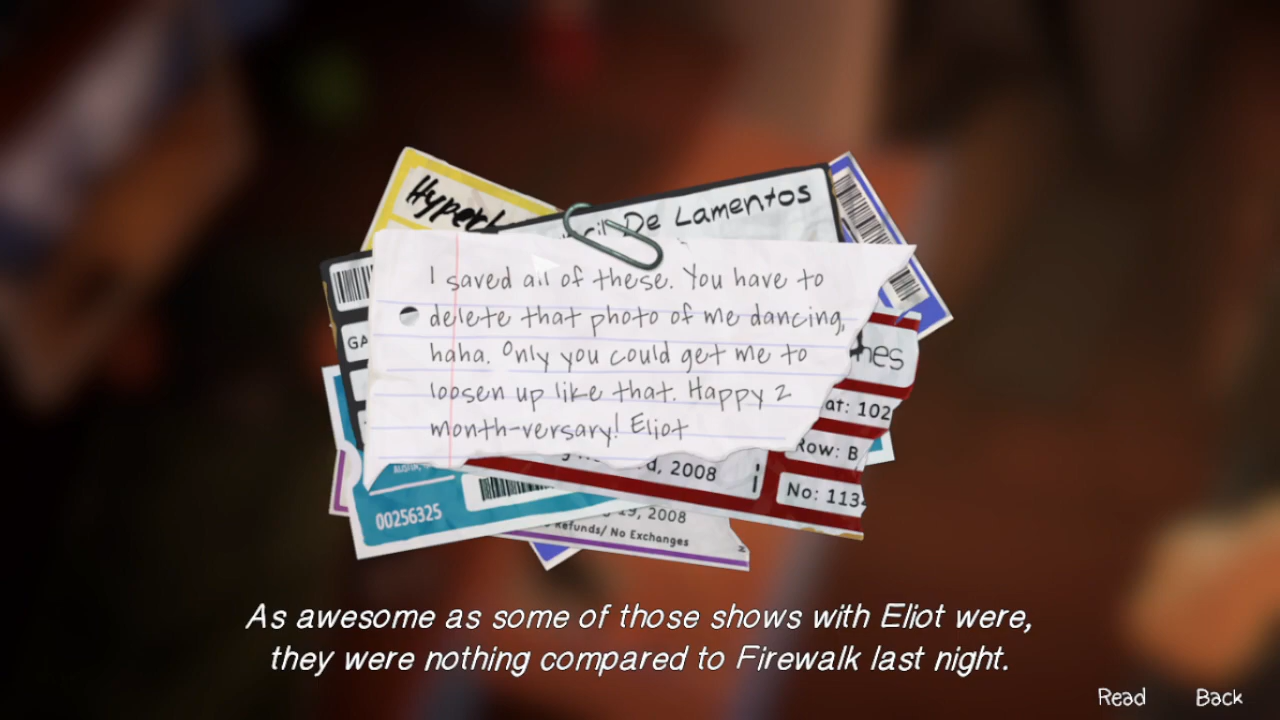 De Lamentos
I saved all of these. You have to
delete that photo of me dancing,
haha. Only you could get me to
loosen up like that. Happy 2
month-versary! Eliot
GA
hes
at: 102
Row: B
d, 2008
No: 1134
00256325
19, 2008
Refunds/ No Exchanges
As awesome as some of those shows with Eliot were,
they were nothing compared to Firewalk last night.
Read Back